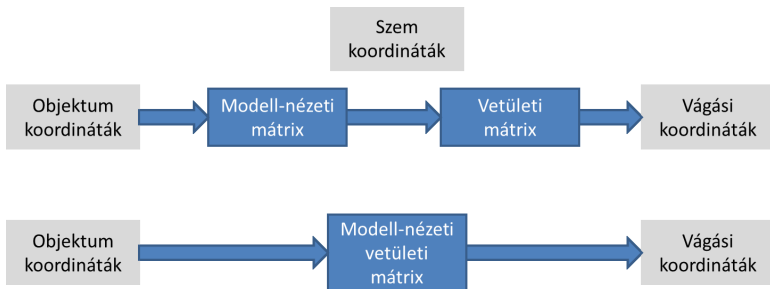 Szem
koordináták
Objektum
koordináták
Modell-nézeti
mátrix
Vetületi
mátrix
Vágási
koordináták
Objektum
koordináták
Modell-nézeti
vetületi
mátrix
Vágási
koordináták